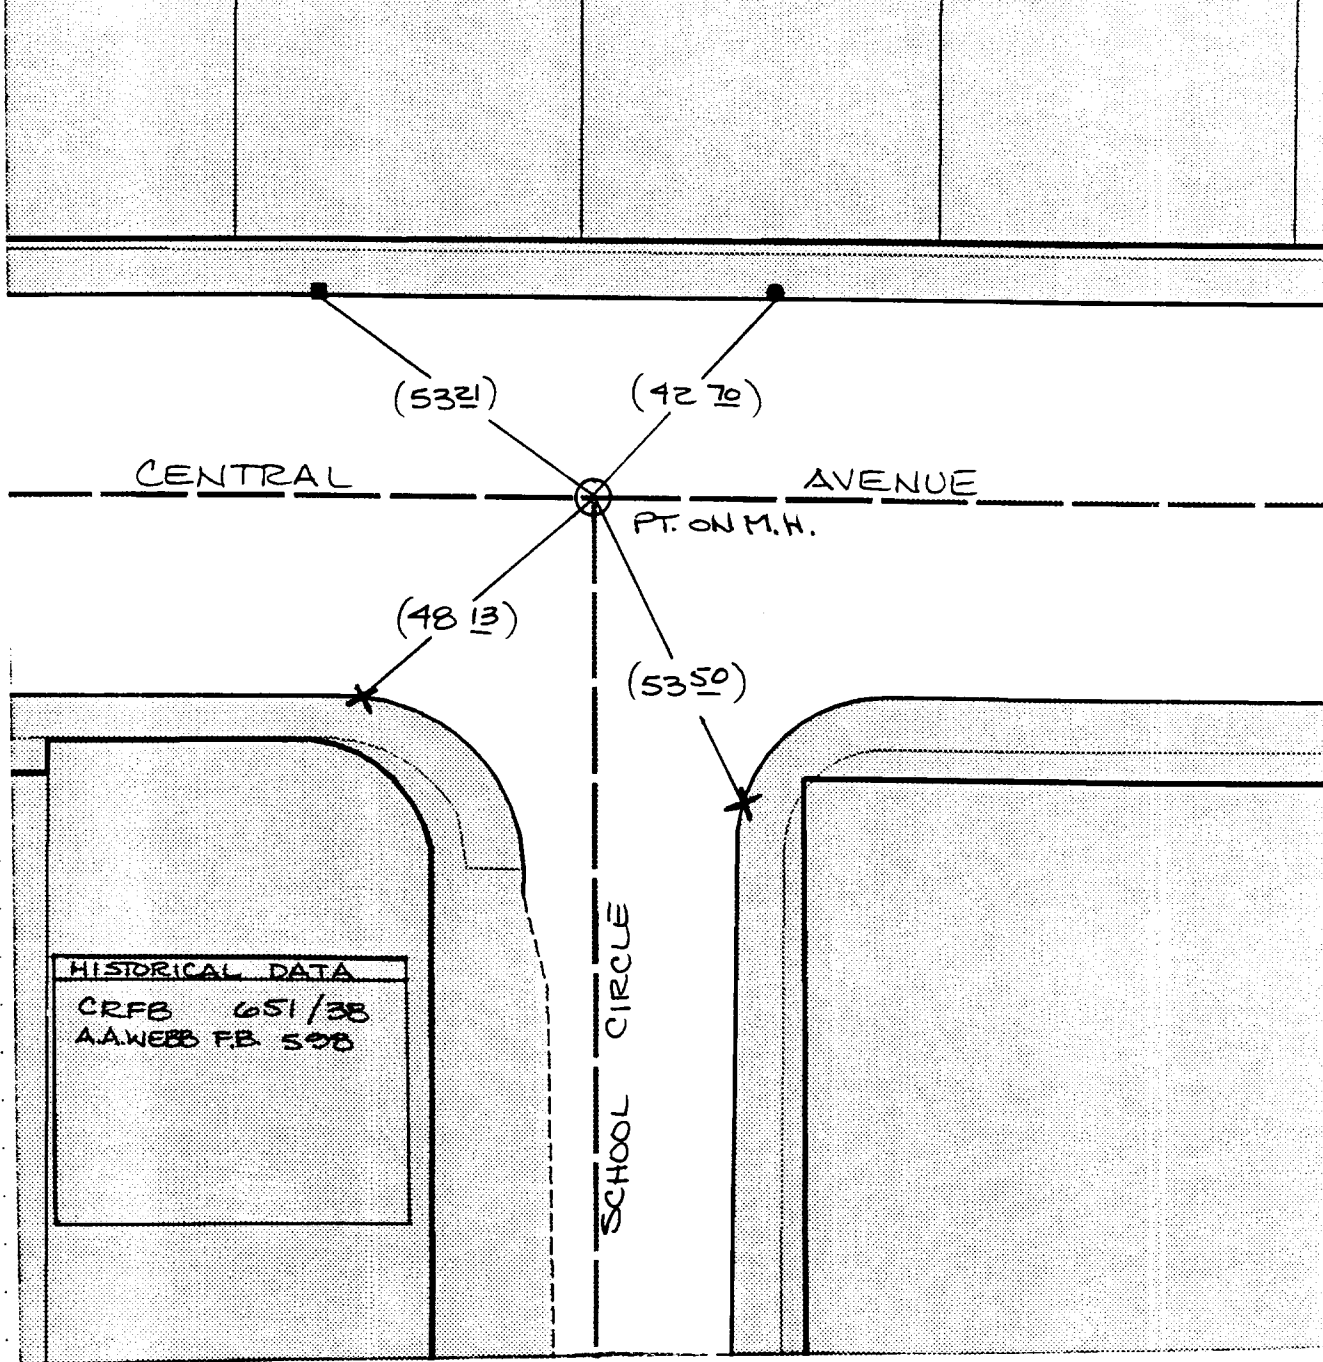 (53 21)
(42 70)
CENTRAL AVENUE
PT. ON M.H.
(48 13)
(53 50)
SCHOOL CIRCLE
HISTORICAL DATA
CRFB 651/38
A.A.WEBB F.B. 598